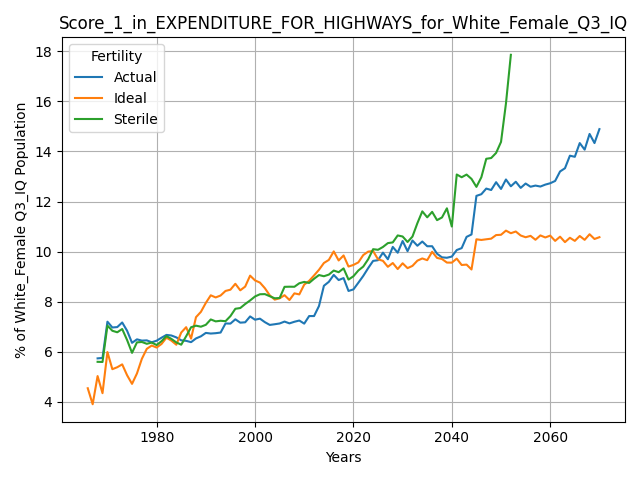 Score_1_in_EXPENDITURE_FOR_HIGHWAYS_for_White_Female_Q3_IQ
Fertility
Actual
Ideal
Sterile
% of White_Female Q3_IQ Population
18
16
14
12
10
8
6
4
1980
2000
2020
2040
2060
Years